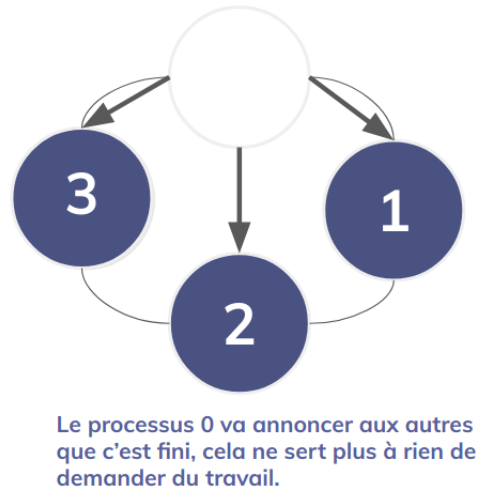 3
1
2
Le processus 0 va annoncer aux autres
que c’est fini, cela ne sert plus à rien de
demander du travail.